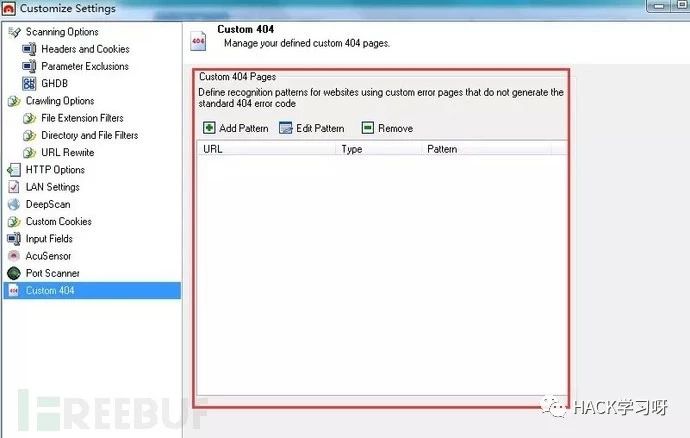 Customize Settings
Scanning Options
Headers and Cookies
Parameter Exclusions
GHDB
Crawling Options
File Extension Filters
Directory and File Filters
URL Rewrite
HTTP Options
LAN Settings
DeepScan
Custom Cookies
Input Fields
AcuSensor
Port Scanner
404 Custom 404
404
Custom 404
Manage your defined custom 404 pages.
Custom 404 Pages
Define recognition patterns for websites using custom error pages that do not generate the
standard 404 error code
Add Pattern Edit Pattern Remove
URL Type Pattern
FREEBUF
HACK学习呀